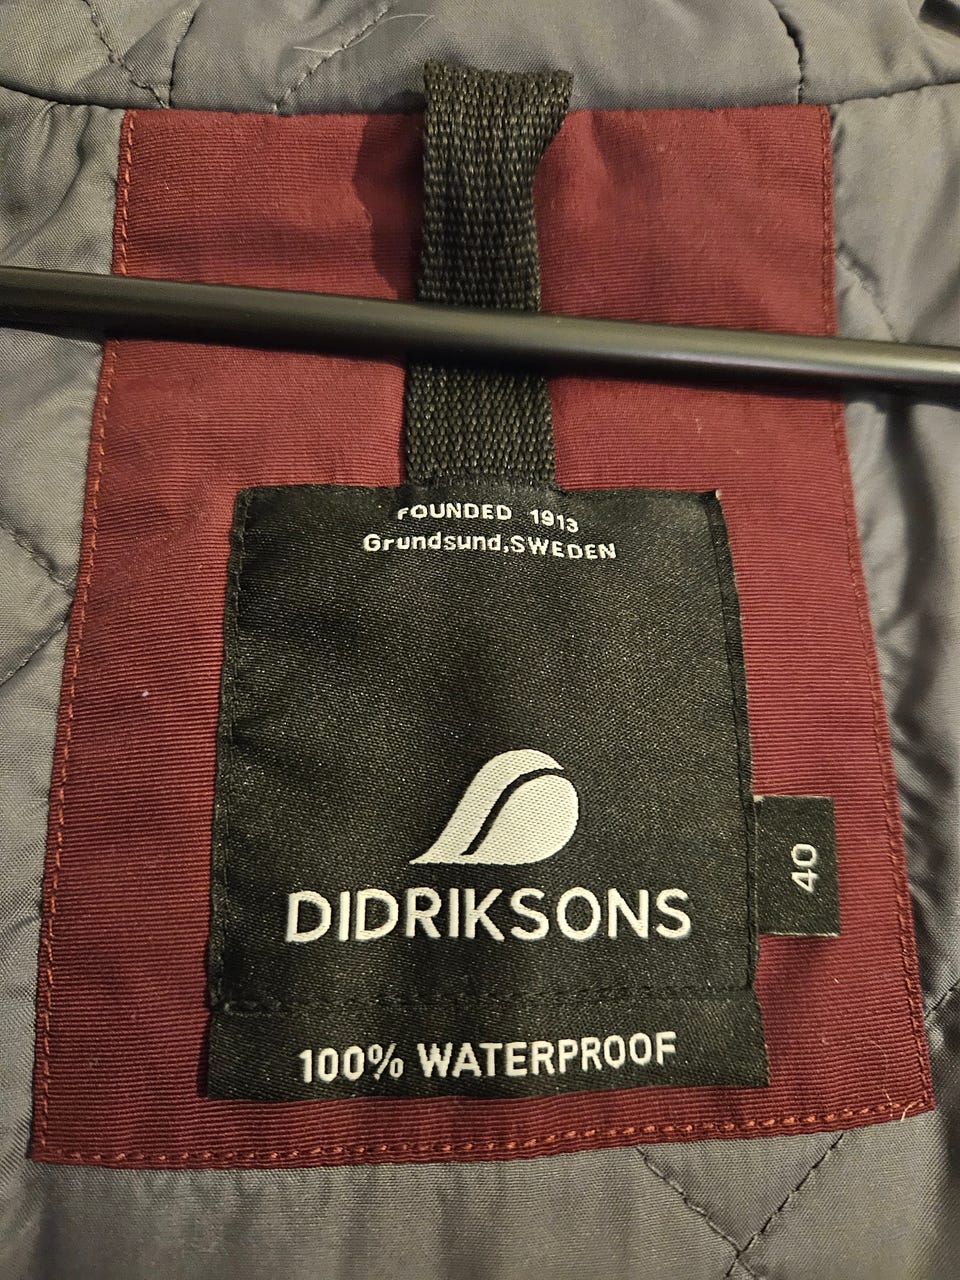 FOUNDED 1913
Grundsund,SWEDEN
DIDRIKSONS
40
100% WATERPROOF